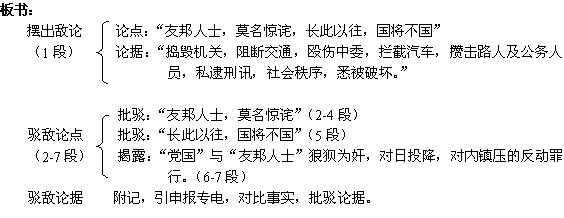 板书：
摆出敌论 论点：“友邦人士，莫名惊诧，长此以往，国将不国”
（1 段） 论据：“捣毁机关，阻断交通，殴伤中委，拦截汽车，攒击路人及公务人
员，私逮刑讯，社会秩序，悉被破坏。”
批驳：“友邦人士，莫名惊诧”(2-4 段)
驳敌论点 批驳：“长此以往，国将不国”(5 段)
(2-7 段) 揭露：“党国”与“友邦人士”狼狈为奸，对日投降，对内镇压的反动罪
行。(6-7 段)
驳敌论据 附记，引申报专电，对比事实，批驳论据。